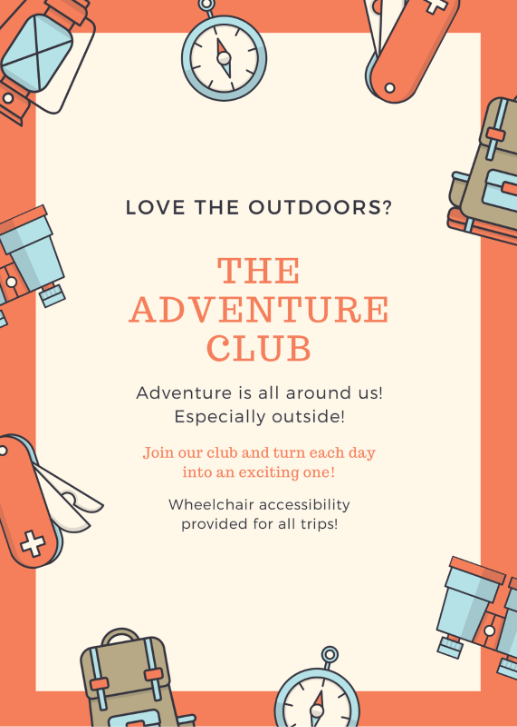 LOVE THE OUTDOORS?
THE
ADVENTURE
CLUB
Adventure is all around us!
Especially outside!
Join our club and turn each day
into an exciting one!
Wheelchair accessibility
provided for all trips!